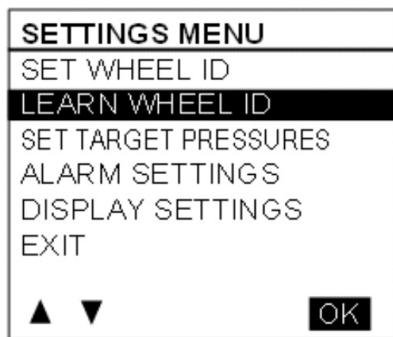 SETTINGS MENU
SET WHEEL ID
LEARN WHEEL ID
SET TARGET PRESSURES
ALARM SETTINGS
DISPLAY SETTINGS
EXIT
▲ ▼ OK